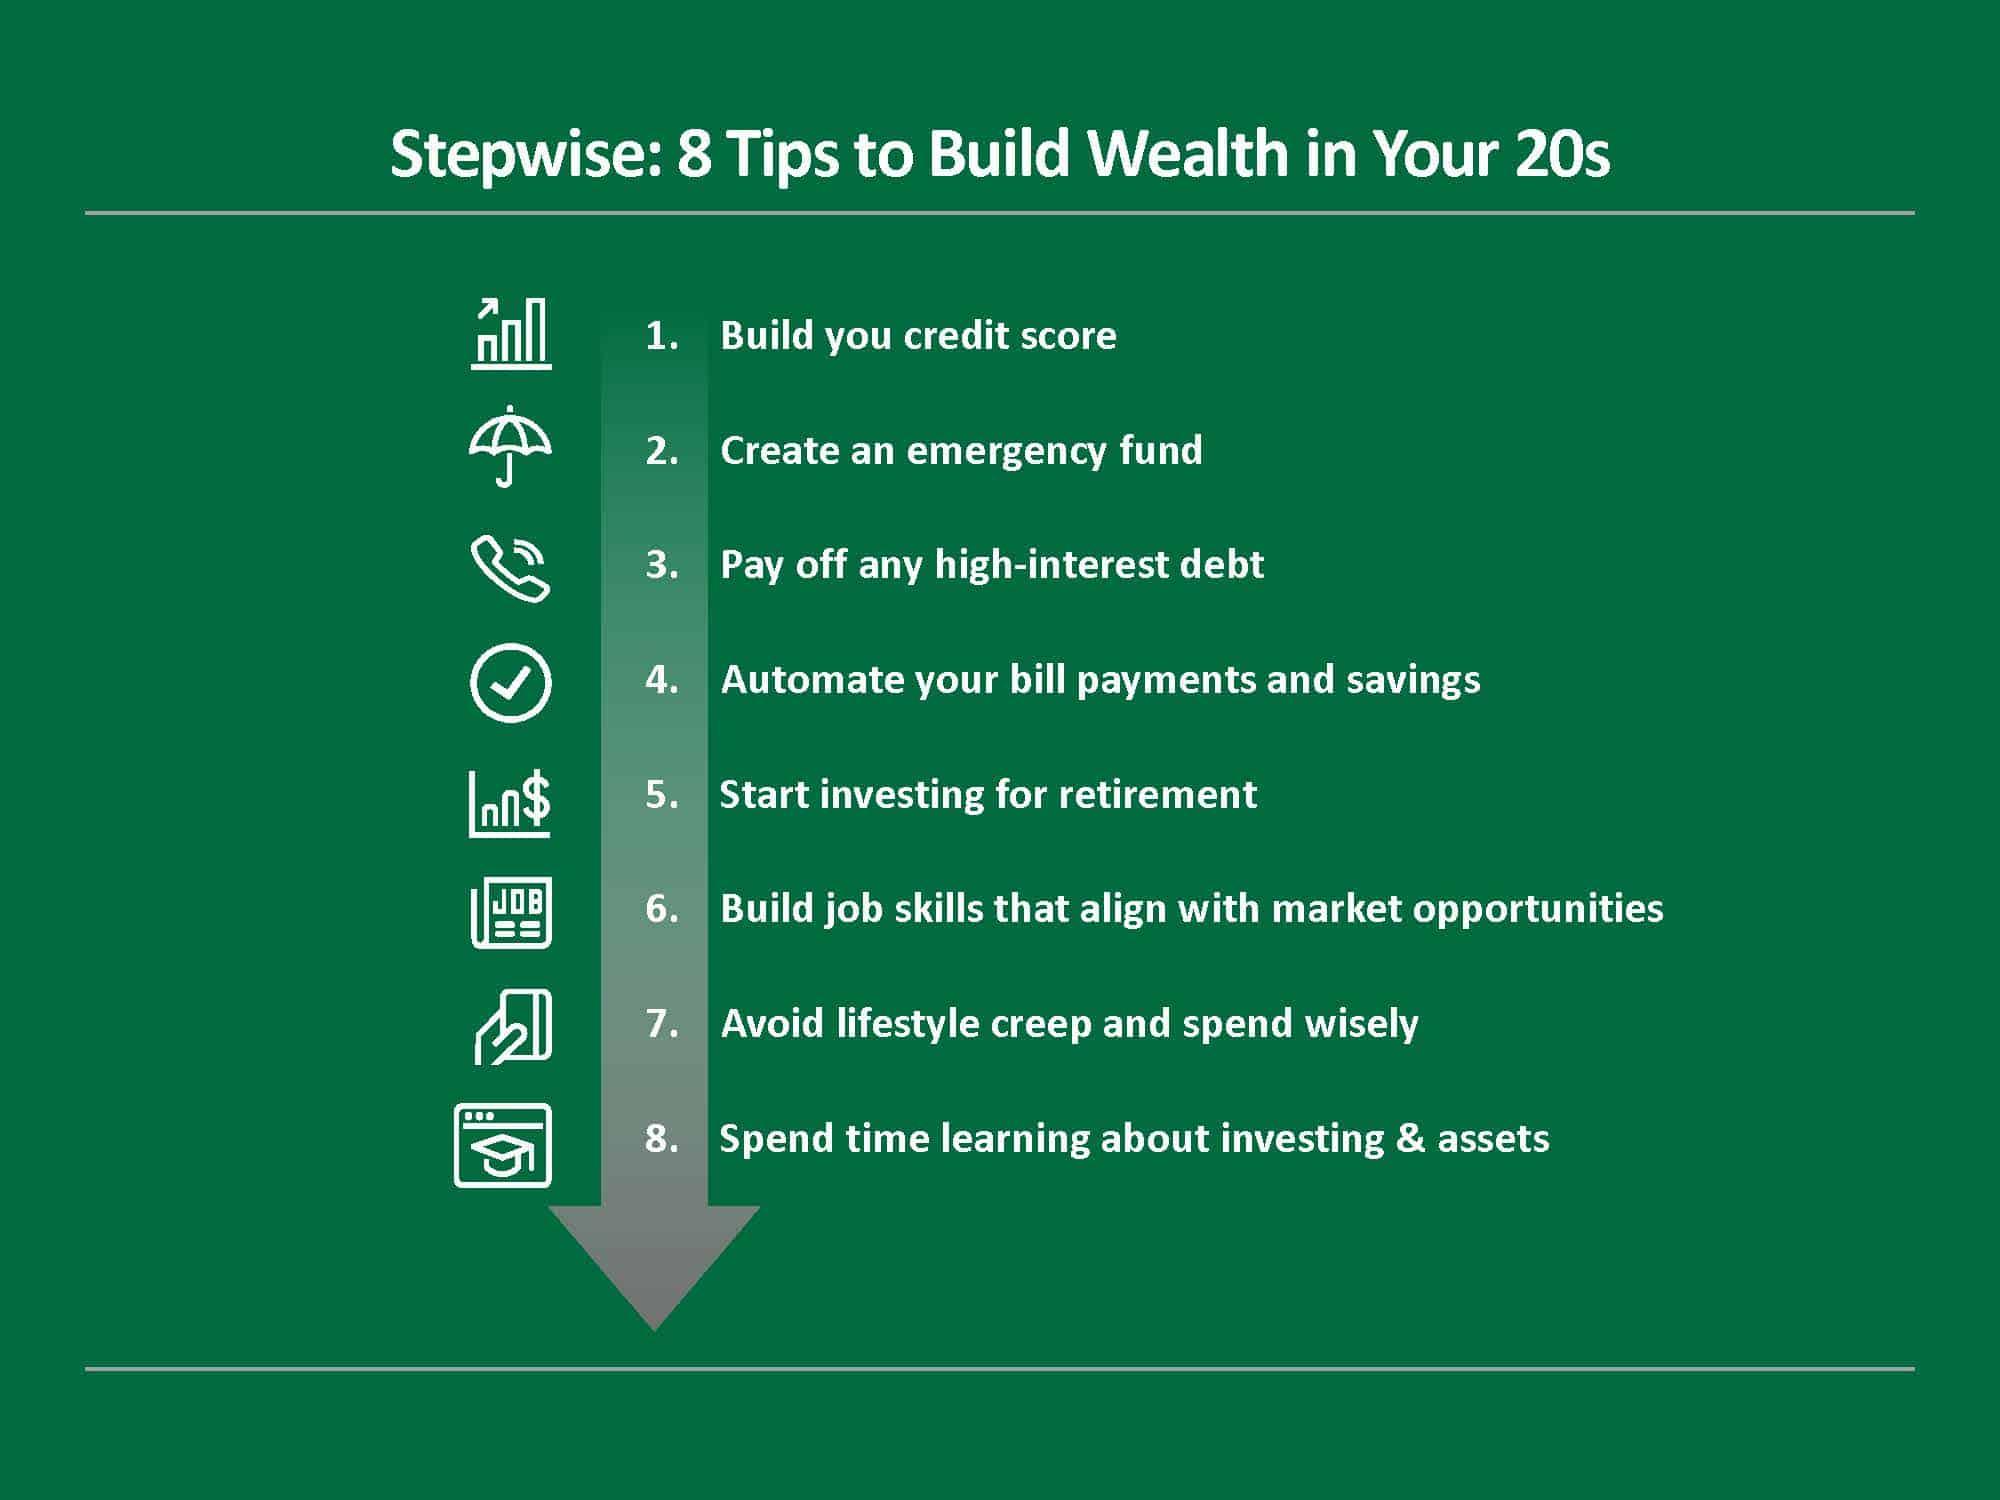 Stepwise: 8 Tips to Build Wealth in Your 20s
1. Build you credit score
2. Create an emergency fund
3. Pay off any high-interest debt
4. Automate your bill payments and savings
$
5. Start investing for retirement
JOB
6. Build job skills that align with market opportunities
7. Avoid lifestyle creep and spend wisely
8. Spend time learning about investing & assets